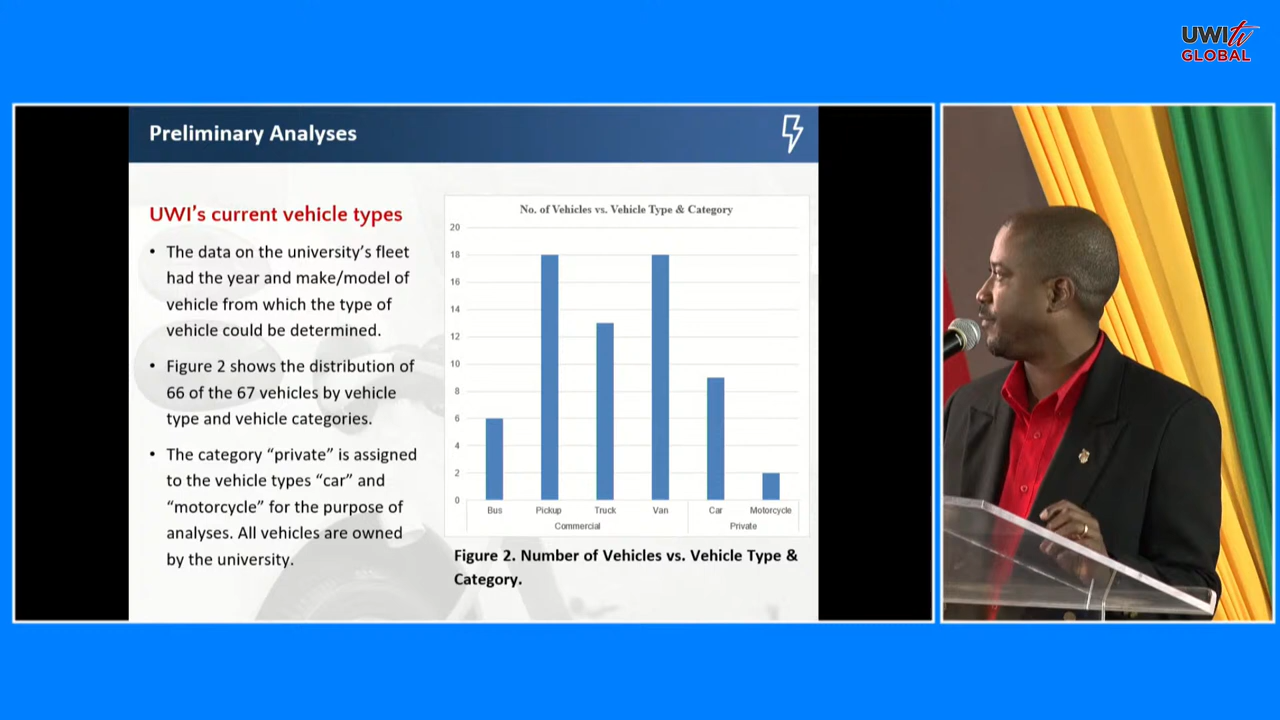 UWItv
GLOBAL
Preliminary Analyses
UWI's current vehicle types
• The data on the university's fleet
had the year and make/model of
vehicle from which the type of
vehicle could be determined.
• Figure 2 shows the distribution of
66 of the 67 vehicles by vehicle
type and vehicle categories.
• The category "private" is assigned
to the vehicle types "car" and
"motorcycle" for the purpose of
analyses. All vehicles are owned
by the university.
No. of Vehicles vs. Vehicle Type & Category
20
18
16
14
12
10
8
6
4
2
0
Bus Pickup Truck Van Car Motorcycle
Commercial Private
Figure 2. Number of Vehicles vs. Vehicle Type &
Category.